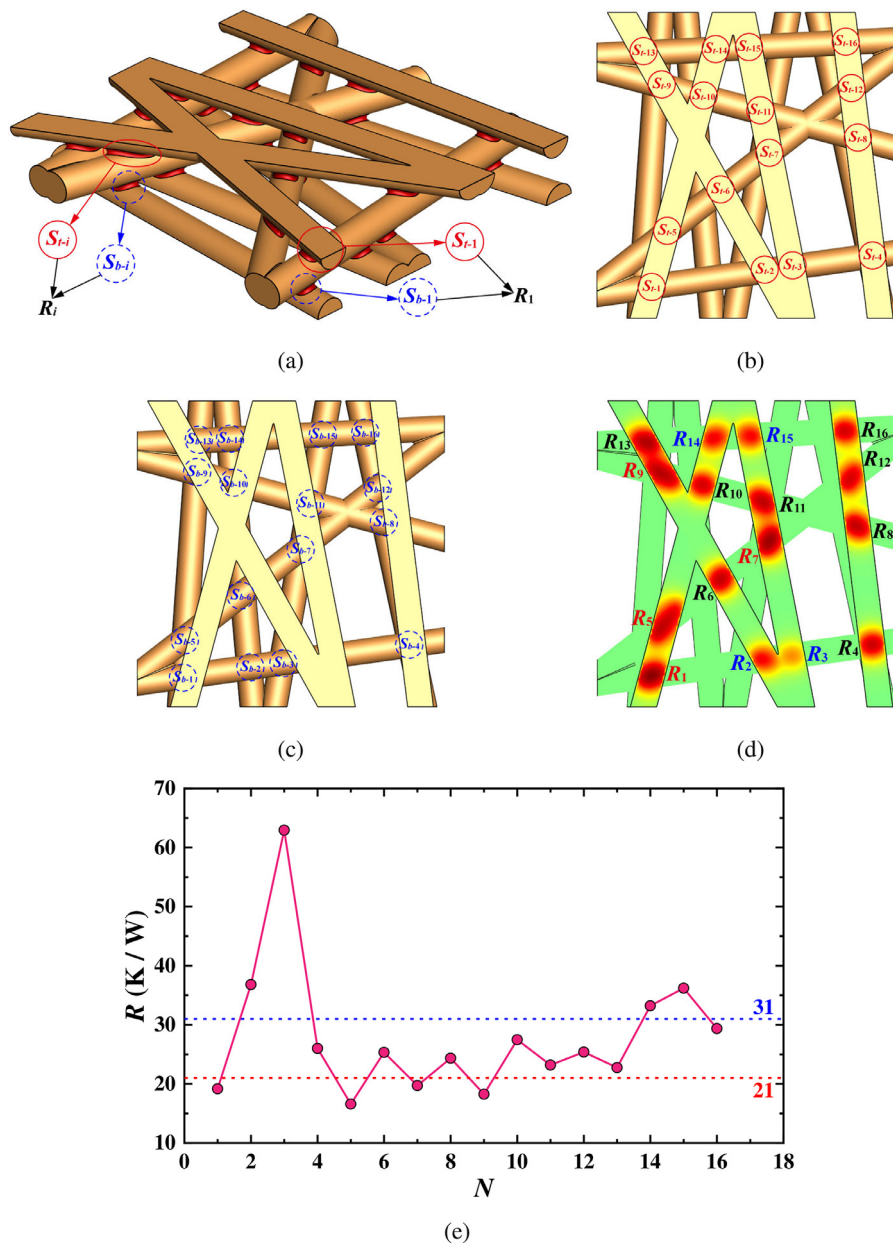 S_t-i
S_b-i
R_i
S_t-1
S_b-1
R_1
(a)
S_t-13
S_t-14
S_t-15
S_t-16
S_t-9
S_t-10
S_t-11
S_t-12
S_t-7
S_t-8
S_t-6
S_t-5
S_t-4
S_t-2
S_t-3
S_t-1
(b)
S_b-13
S_b-14
S_b-15
S_b-16
S_b-9
S_b-10
S_b-12
S_b-11
S_b-8
S_b-7
S_b-6
S_b-5
S_b-4
S_b-3
S_b-2
S_b-1
(c)
R_13
R_14
R_15
R_16
R_12
R_9
R_10
R_11
R_8
R_7
R_6
R_5
R_4
R_3
R_2
R_1
(d)
70
60
50
40
30
20
10
R (K / W)
31
21
0 2 4 6 8 10 12 14 16 18
N
(e)